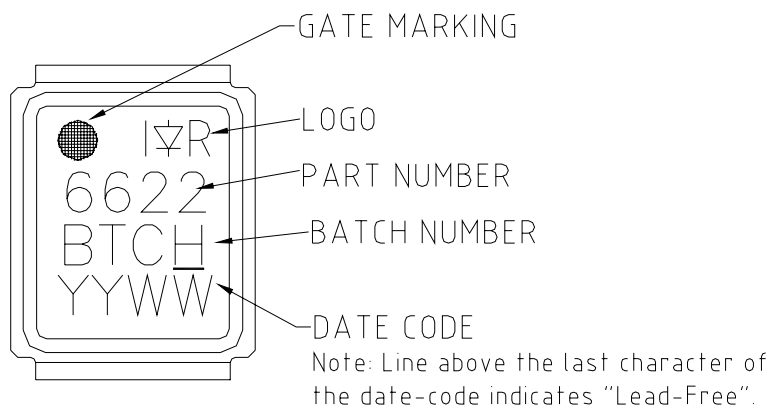 GATE MARKING
I R
LOGO
6622
PART NUMBER
BTCH
BATCH NUMBER
YYWW
DATE CODE
Note: Line above the last character of
the date-code indicates "Lead-Free".